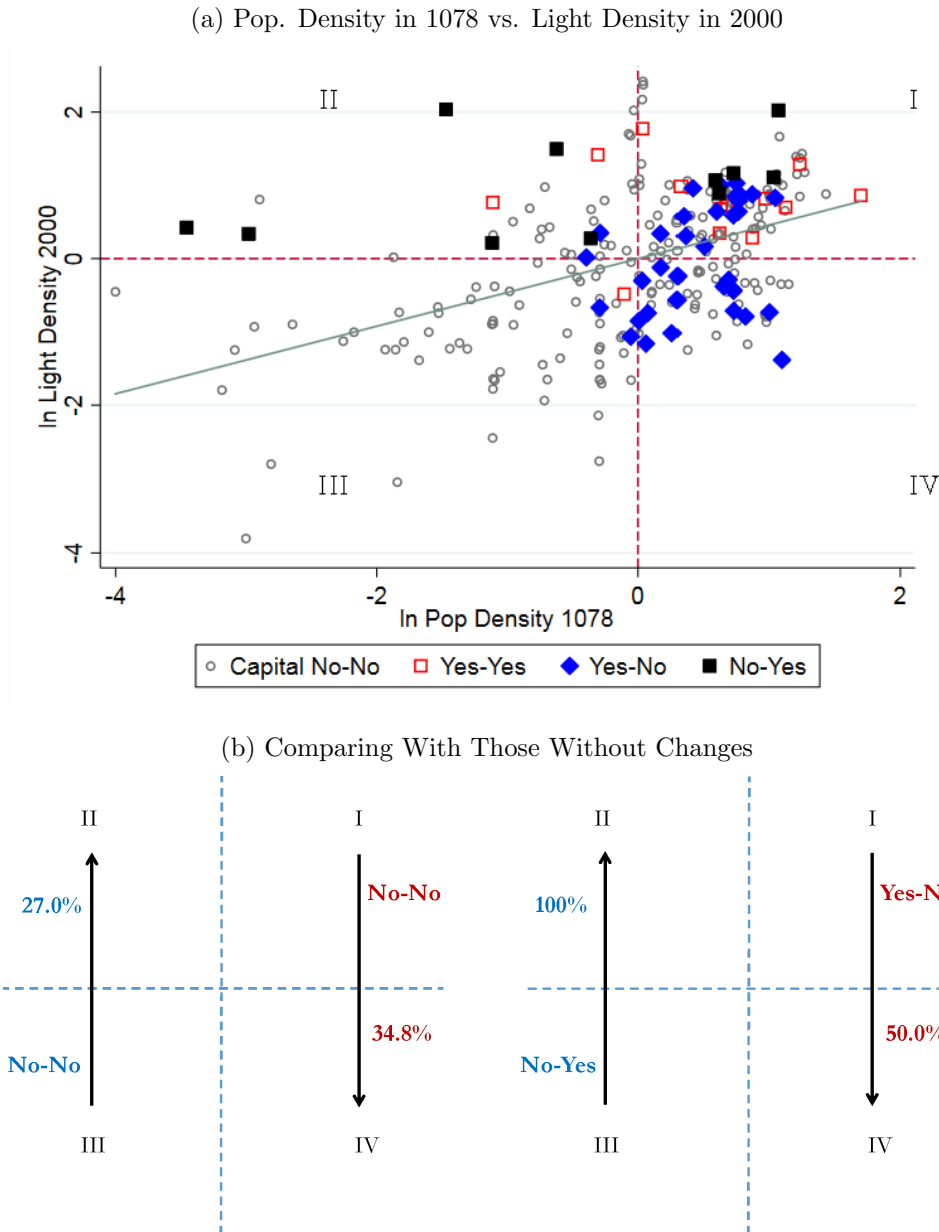 (a) Pop. Density in 1078 vs. Light Density in 2000
II
I
2
0
-2
-4
ln Light Density 2000
III
IV
-4
-2
0
2
ln Pop Density 1078
Capital No-No
Yes-Yes
Yes-No
No-Yes
(b) Comparing With Those Without Changes
II
I
II
I
No-No
Yes-N
27.0%
100%
34.8%
50.0%
No-No
No-Yes
III
IV
III
IV